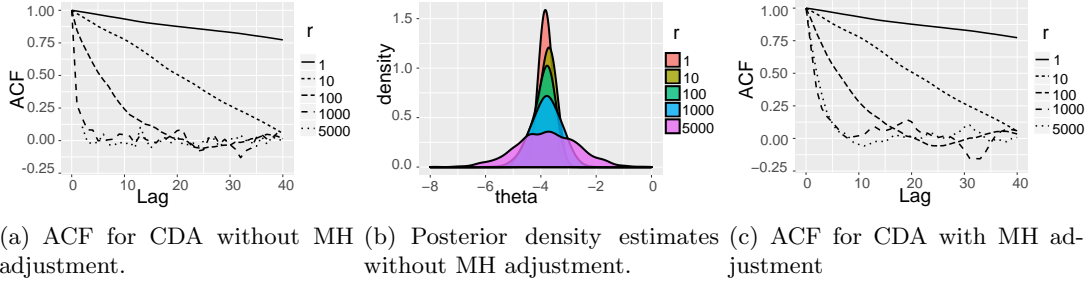 1.00
0.75
0.50
0.25
0.00
−0.25
ACF
0 10 20 30 40
Lag
r
1
10
100
1000
5000
1.5
1.0
0.5
0.0
density
−8 −6 −4 −2 0
theta
r
1
10
100
1000
5000
1.00
0.75
0.50
0.25
0.00
−0.25
ACF
0 10 20 30 40
Lag
r
1
10
100
1000
5000
(a) ACF for CDA without MH
adjustment.
(b) Posterior density estimates
without MH adjustment.
(c) ACF for CDA with MH ad-
justment